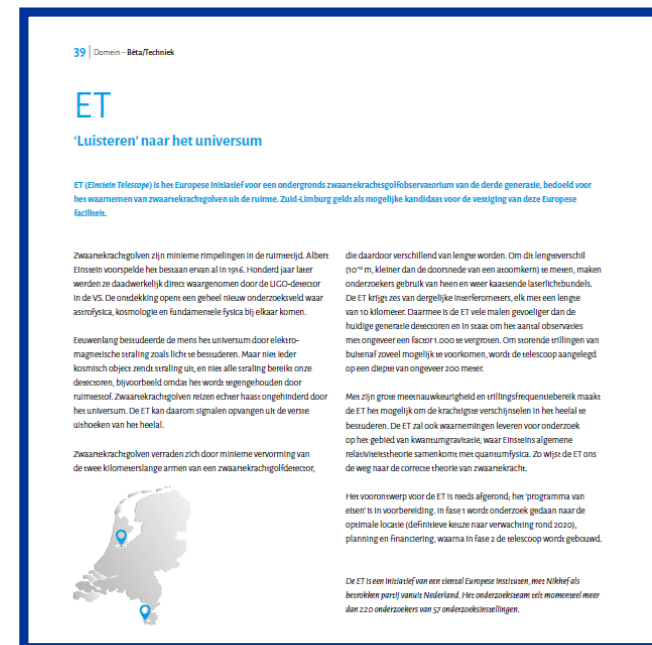 39 | Domein – Bèta/Techniek
ET
‘Luisteren’ naar het universum
ET (Einstein Telescope) is het Europese initiatief voor een ondergronds zwaartekrachtsgolfobservatorium van de derde generatie, bedoeld voor
het waarnemen van zwaartekrachtgolven uit de ruimte. Zuid-Limburg geldt als mogelijke kandidaat voor de vestiging van deze Europese
faciliteit.
Zwaartekrachtgolven zijn minieme rimpelingen in de ruimtetijd. Albert
Einstein voorspelde het bestaan ervan al in 1916. Honderd jaar later
werden ze daadwerkelijk direct waargenomen door de LIGO-detector
in de VS. De ontdekking opent een geheel nieuw onderzoeksveld waar
astrofysica, kosmologie en fundamentele fysica bij elkaar komen.
Eeuwenlang bestudeerde de mens het universum door elektro-
magnetische straling zoals licht te bestuderen. Maar niet ieder
kosmisch object zendt straling uit, en niet alle straling bereikt onze
detectoren, bijvoorbeeld omdat het wordt tegengehouden door
ruimtestof. Zwaartekrachtgolven reizen echter haast ongehinderd door
het universum. De ET kan daarom signalen opvangen uit de verste
uithoeken van het heelal.
Zwaartekrachtgolven verraden zich door minieme vervorming van
de twee kilometerslange armen van een zwaartekrachtgolfdetector,
die daardoor verschillend van lengte worden. Om dit lengteverschil
m, kleiner dan de doorsnede van een atoomkern) te meten, maken
onderzoekers gebruik van heen en weer kaatsende laserlichtbundels.
De ET krijgt zes van dergelijke interferometers, elk met een lengte
van 10 kilometer. Daarmee is de ET vele malen gevoeliger dan de
huidige generatie detectoren en in staat om het aantal observaties
met ongeveer een factor 1.000 te vergroten. Om storende trillingen van
buitenaf zoveel mogelijk te voorkomen, wordt de telescoop aangelegd
op een diepte van ongeveer 200 meter.
Met zijn grote meetnauwkeurigheid en trillingsfrequentiebereik maakt
de ET het mogelijk om de krachtigste verschijnselen in het heelal te
bestuderen. De ET zal ook waarnemingen leveren voor onderzoek
op het gebied van kwantumgravitatie, waar Einsteins algemene
relativiteitstheorie samenkomt met quantumfysica. Zo wijst de ET ons
de weg naar de correcte theorie van zwaartekracht.
Het voorontwerp voor de ET is reeds afgerond; het ‘programma van
eisen’ is in voorbereiding. In fase 1 wordt onderzoek gedaan naar de
optimale locatie (definitieve keuze naar verwachting rond 2020),
planning en financiering, waarna in fase 2 de telescoop wordt gebouwd.
De ET is een initiatief van een tiental Europese instituten, met Nikhef als
betrokken partij vanuit Nederland. Het onderzoeksteam telt momenteel meer
dan 220 onderzoekers van 57 onderzoeksinstellingen.